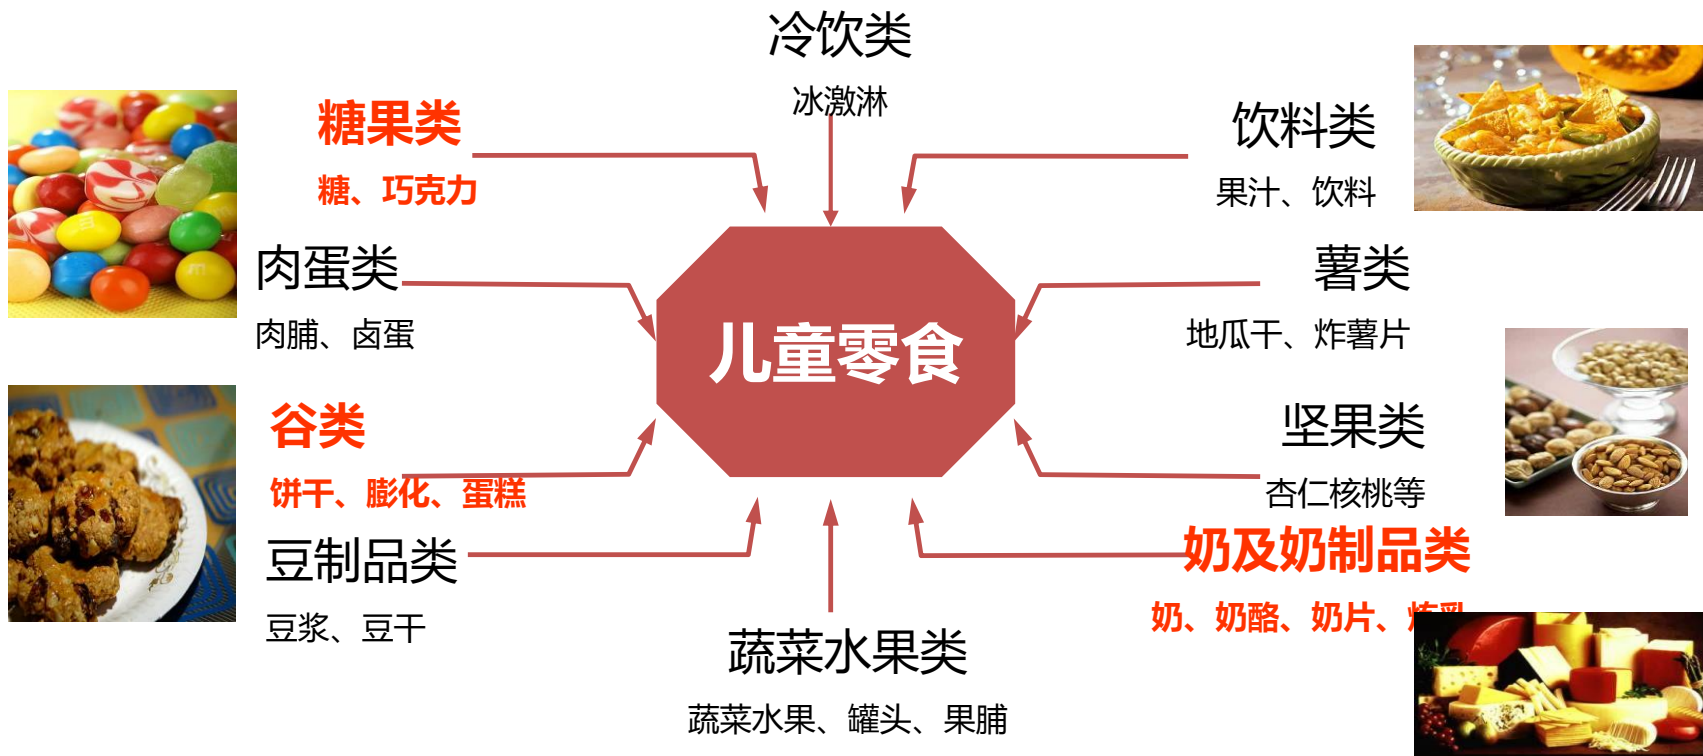 冷饮类
冰激淋
糖果类
糖、巧克力
饮料类
果汁、饮料
肉蛋类
肉脯、卤蛋
薯类
地瓜干、炸薯片
儿童零食
谷类
饼干、膨化、蛋糕
坚果类
杏仁核桃等
豆制品类
豆浆、豆干
奶及奶制品类
奶、奶酪、奶片、炼乳
蔬菜水果类
蔬菜水果、罐头、果脯